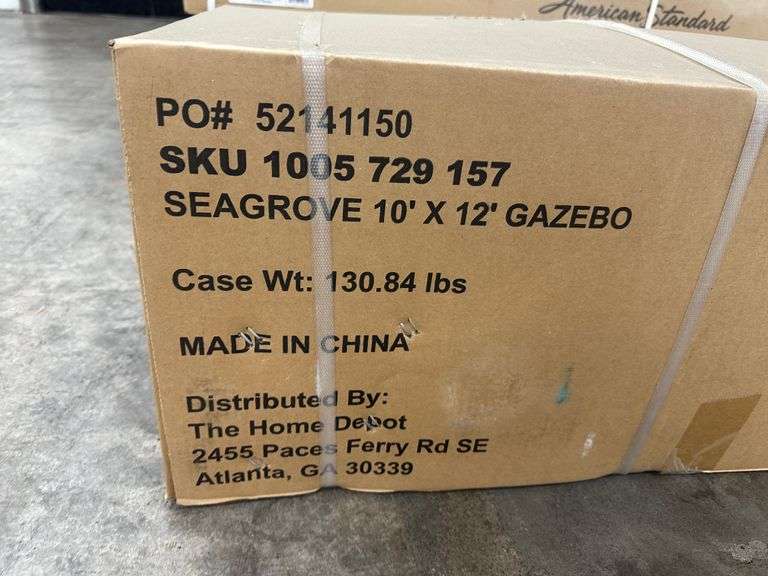 American Standard
PO# 52141150
SKU 1005 729 157
SEAGROVE 10' X 12' GAZEBO
Case Wt: 130.84 lbs
MADE IN CHINA
Distributed By:
The Home Depot
2455 Paces Ferry Rd SE
Atlanta, GA 30339